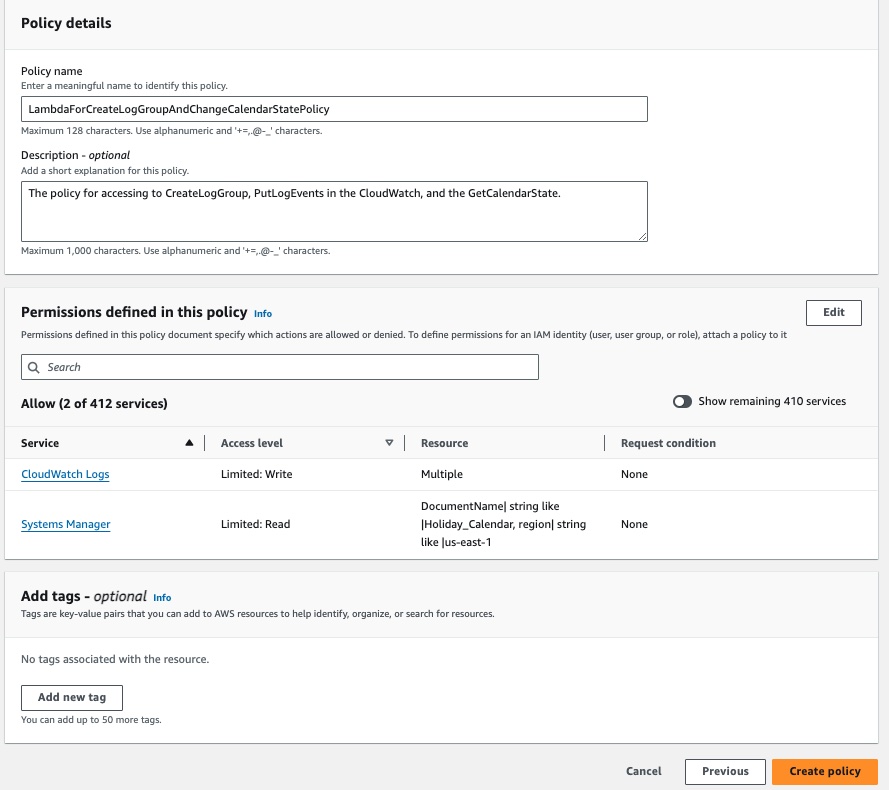 Policy details
Policy name
Enter a meaningful name to identify this policy.
LambdaForCreateLogGroupAndChangeCalendarStatePolicy
Maximum 128 characters. Use alphanumeric and '+=,.@-_' characters.
Description - optional
Add a short explanation for this policy.
The policy for accessing to CreateLogGroup, PutLogEvents in the CloudWatch, and the GetCalendarState.
Maximum 1,000 characters. Use alphanumeric and '+=,.@-_' characters.
Permissions defined in this policy Info
Edit
Permissions defined in this policy document specify which actions are allowed or denied. To define permissions for an IAM identity (user, user group, or role), attach a policy to it
Search
Allow (2 of 412 services)
Show remaining 410 services
Service Access level Resource Request condition
CloudWatch Logs Limited: Write Multiple None
DocumentName| string like
Systems Manager Limited: Read |Holiday_Calendar, region| string None
like |us-east-1
Add tags - optional Info
Tags are key-value pairs that you can add to AWS resources to help identify, organize, or search for resources.
No tags associated with the resource.
Add new tag
You can add up to 50 more tags.
Cancel Previous Create policy